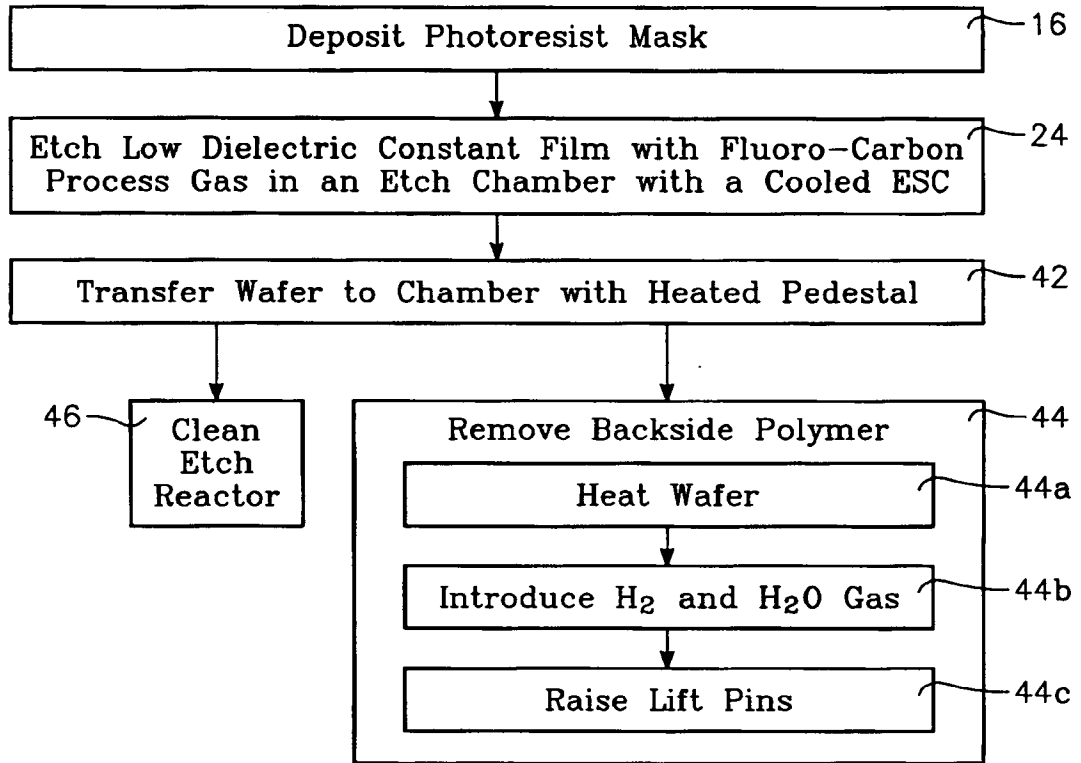 Deposit Photoresist Mask
16
Etch Low Dielectric Constant Film with Fluoro-Carbon
Process Gas in an Etch Chamber with a Cooled ESC
24
Transfer Wafer to Chamber with Heated Pedestal
42
46
Clean
Etch
Reactor
Remove Backside Polymer
44
Heat Wafer
44a
Introduce H₂ and H₂O Gas
44b
Raise Lift Pins
44c